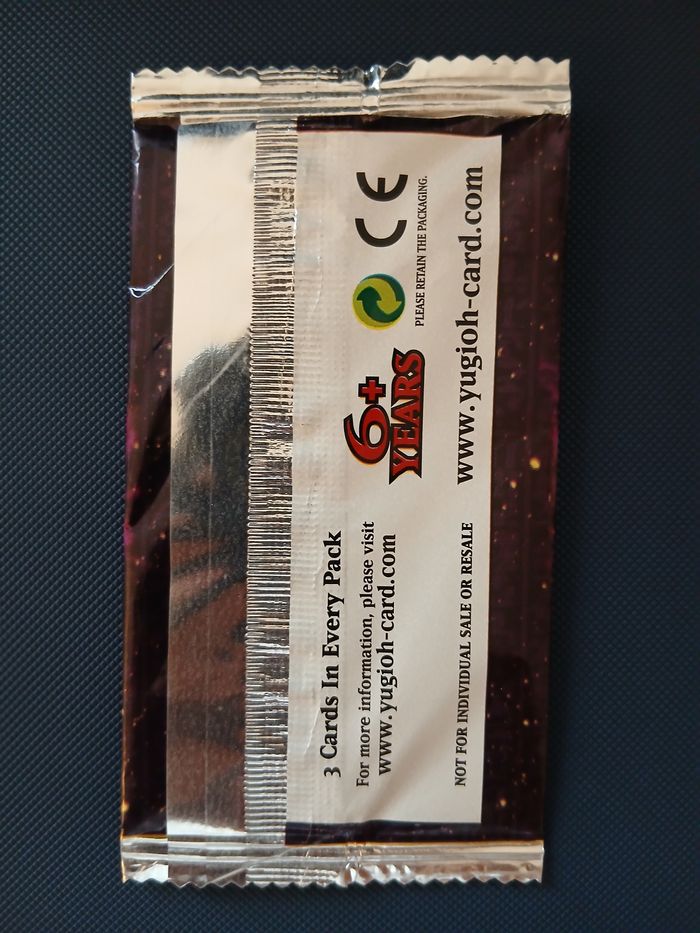 3 Cards In Every Pack
For more information, please visit
www.yugioh-card.com
6+
YEARS
CE
PLEASE RETAIN THE PACKAGING.
NOT FOR INDIVIDUAL SALE OR RESALE
www.yugioh-card.com